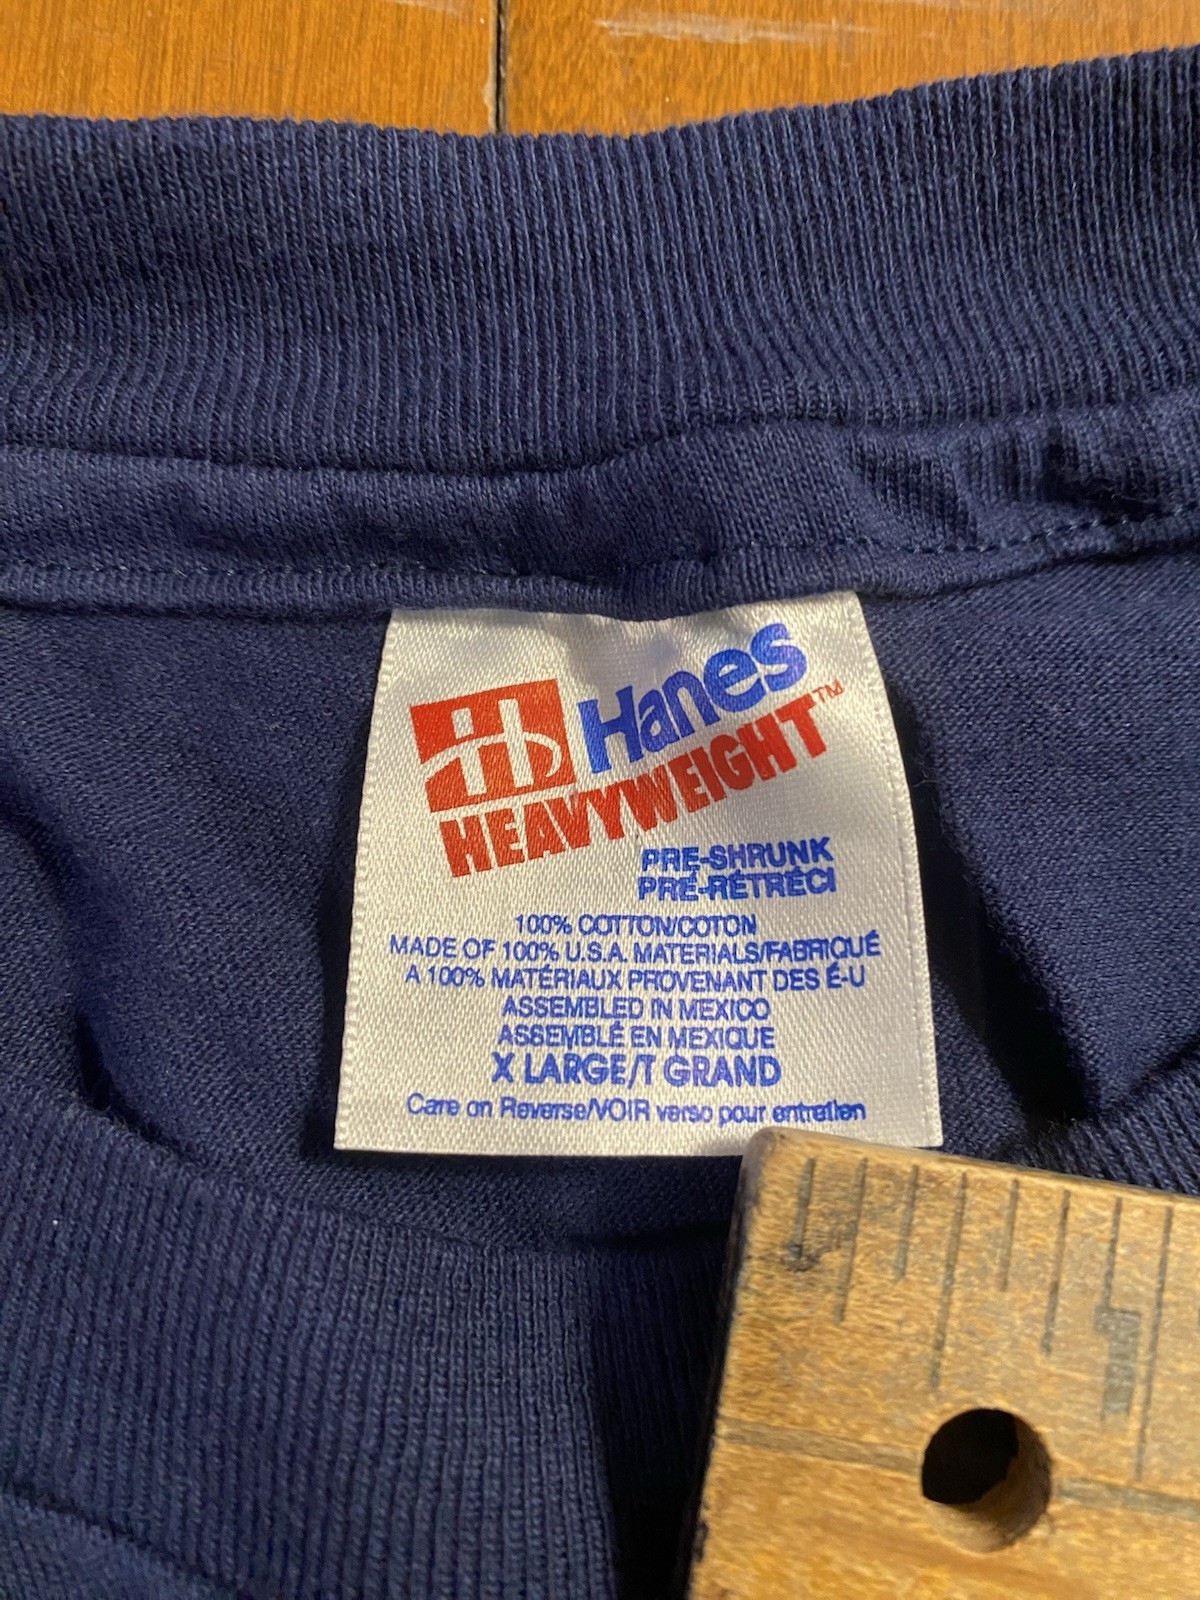 Hanes
HEAVYWEIGHT™
PRE-SHRUNK
PRÉ-RÉTRÉCI
100% COTTON/COTON
MADE OF 100% U.S.A. MATERIALS/FABRIQUÉ
A 100% MATÉRIAUX PROVENANT DES É-U
ASSEMBLED IN MEXICO
ASSEMBLÉ EN MEXIQUE
X LARGE/T GRAND
Care on Reverse/VOIR verso pour entretien
1